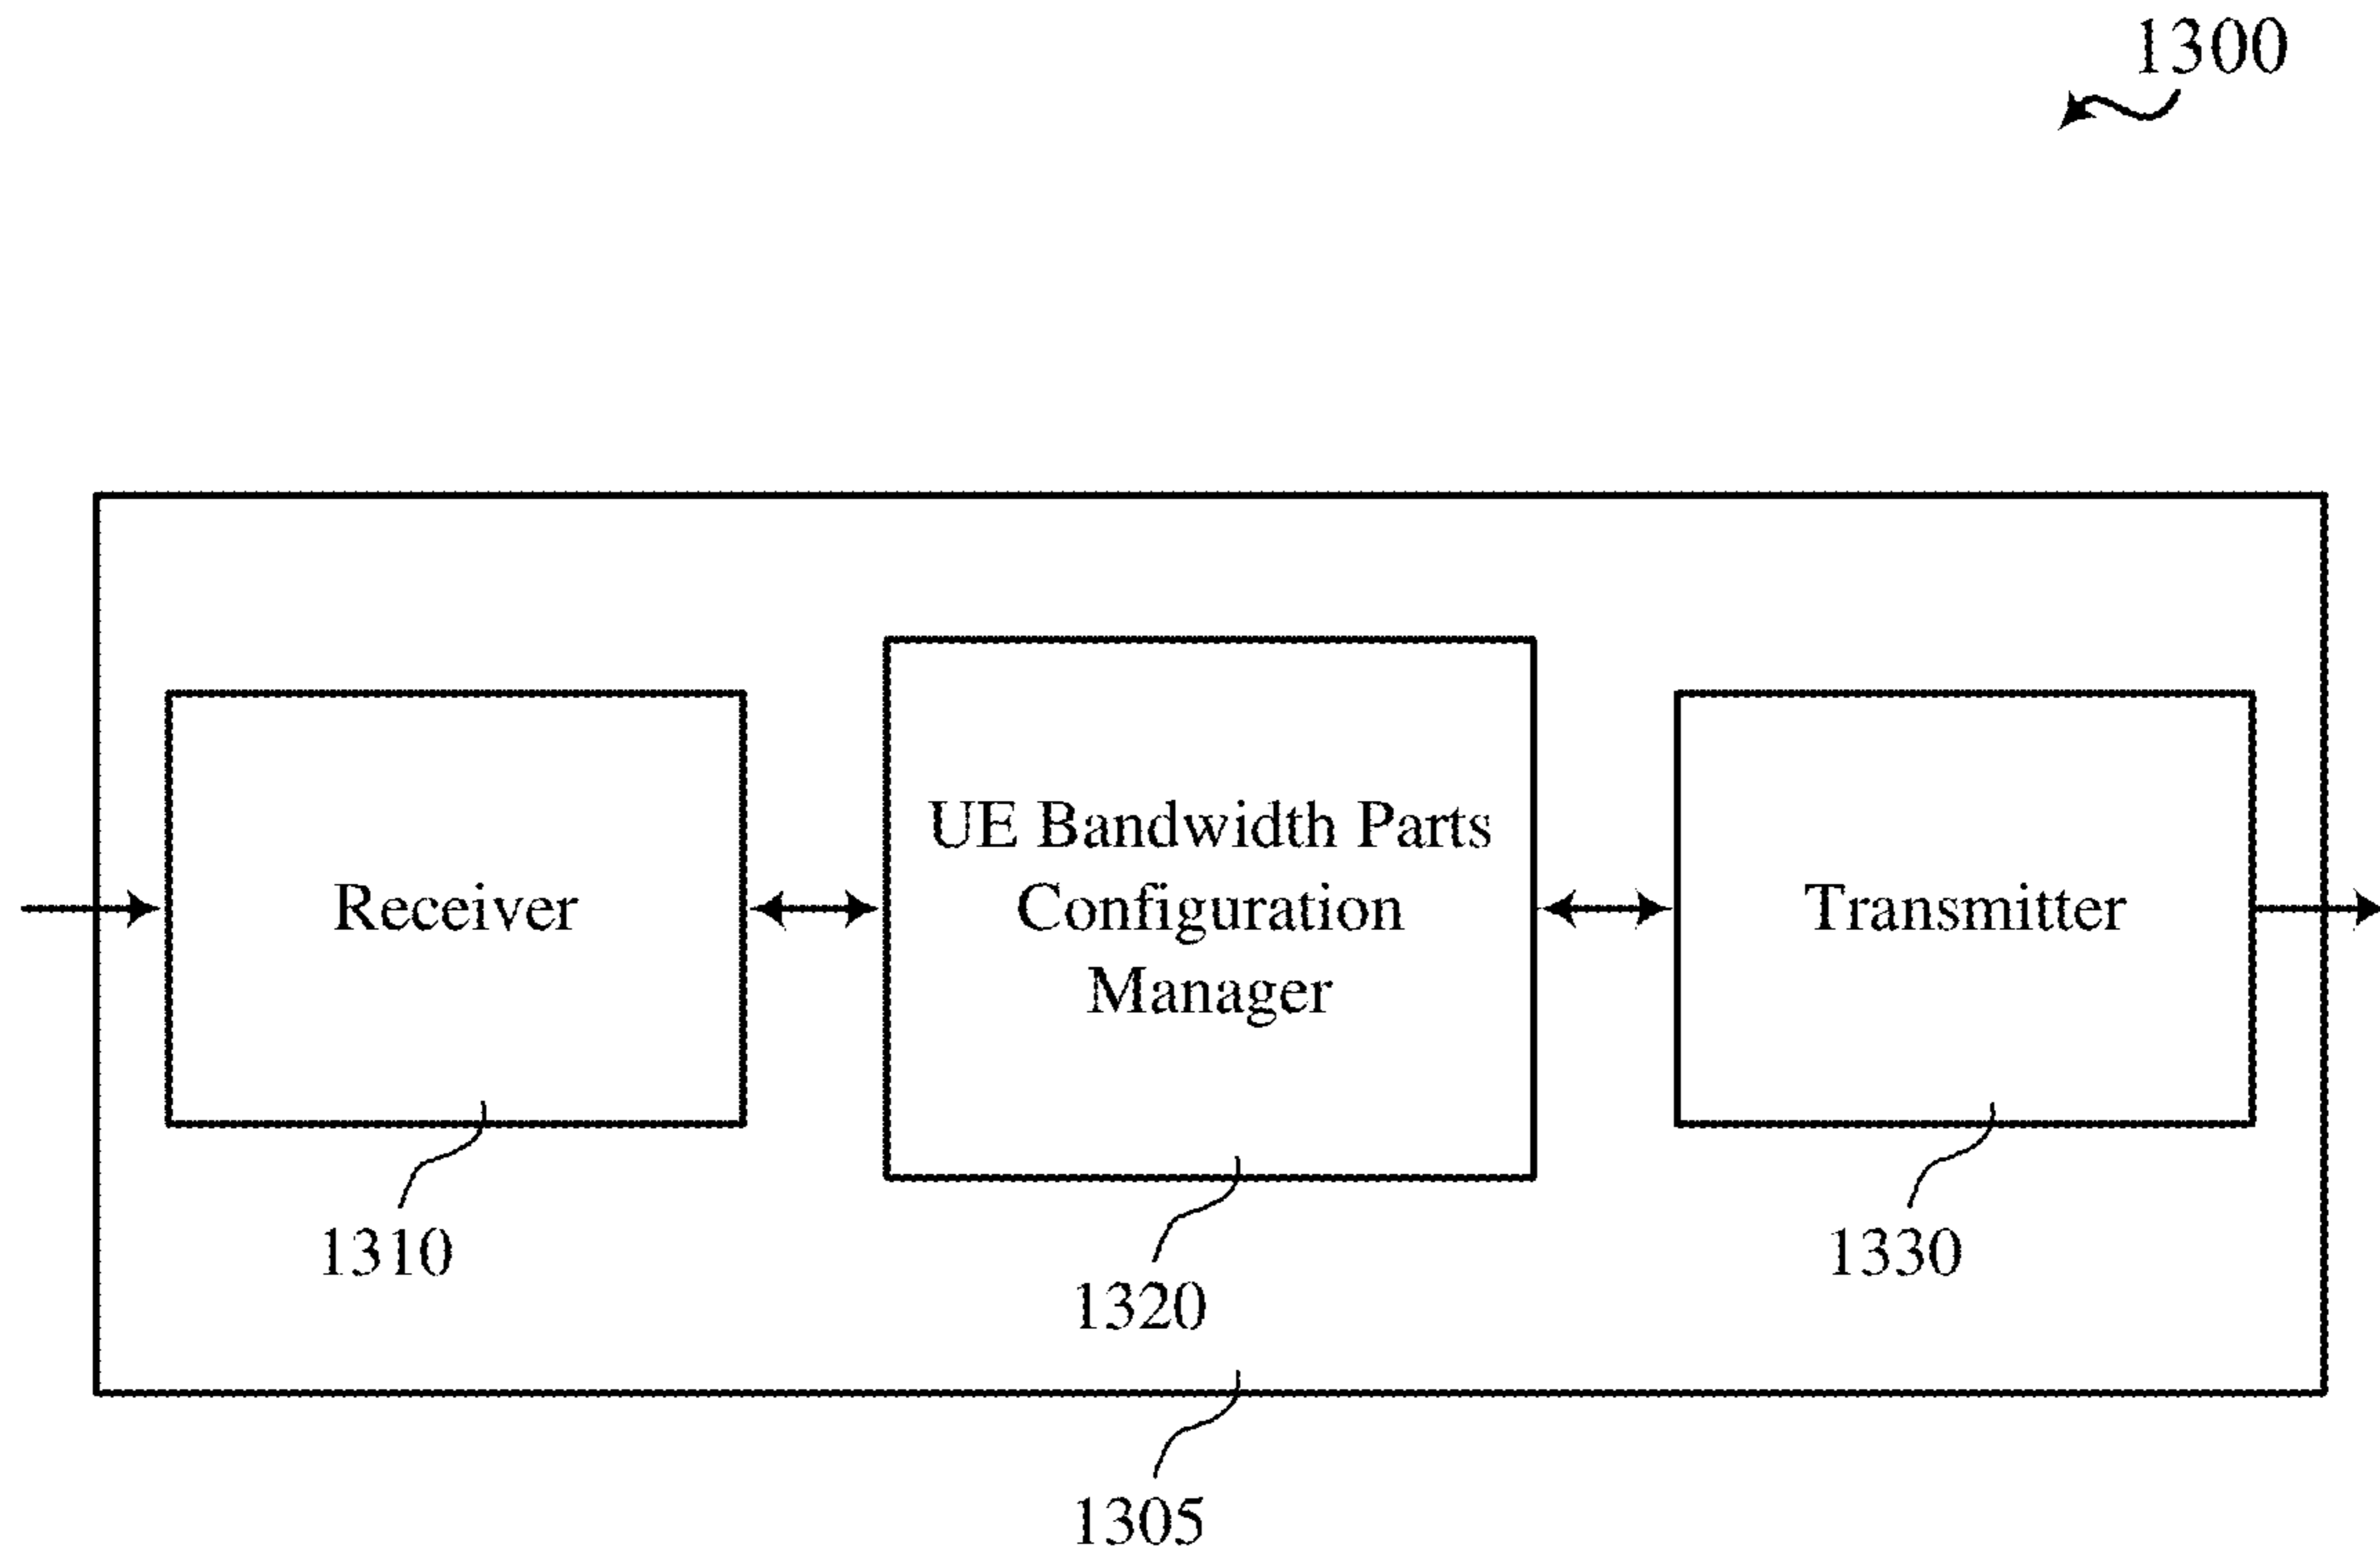 1300
Receiver
UE Bandwidth Parts
Configuration
Manager
Transmitter
1310
1320
1330
1305